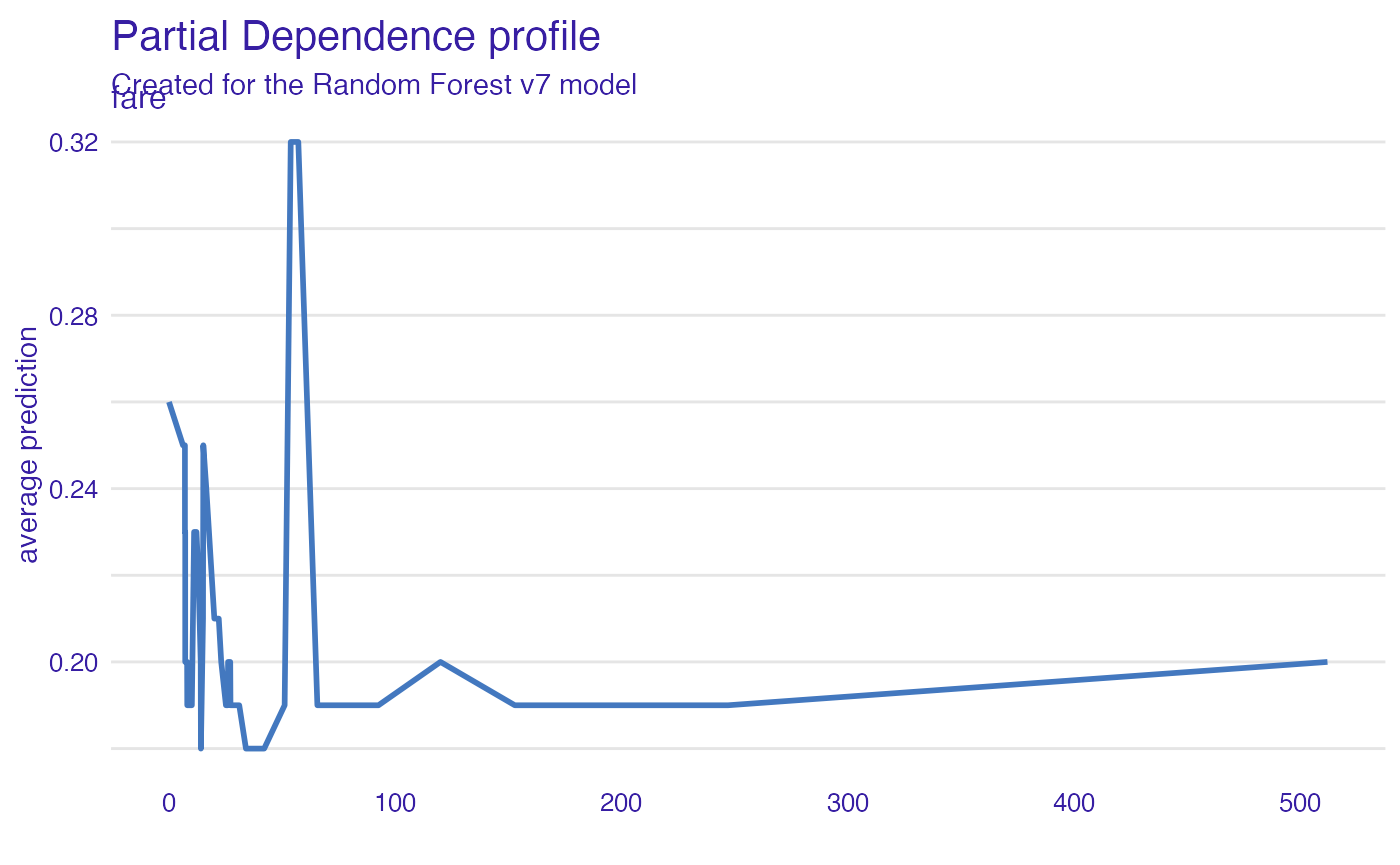 Partial Dependence profile
Created for the Random Forest v7 model
fare
0.32
0.28
0.24
0.20
average prediction
0 100 200 300 400 500